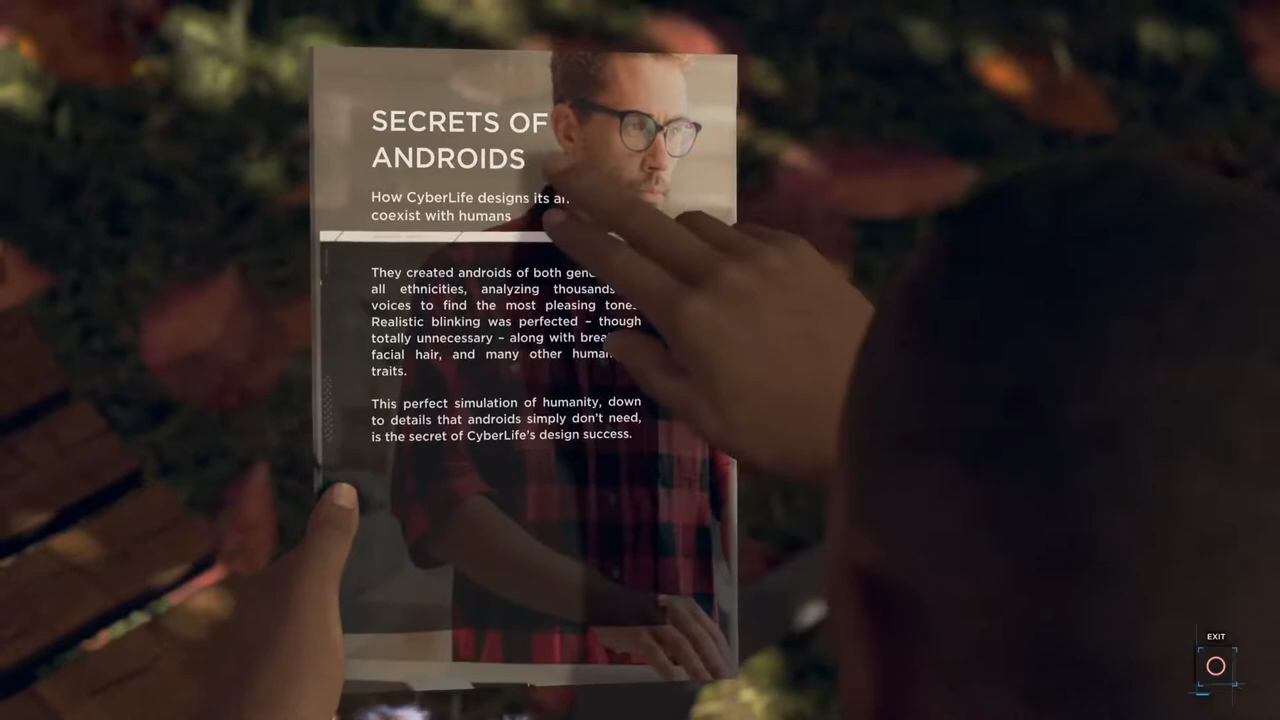 SECRETS OF
ANDROIDS
How CyberLife designs its
coexist with humans
They created androids of both
all ethnicities, analyzing thousands
voices to find the most pleasing
Realistic blinking was perfected – though
totally unnecessary – along with
facial hair, and many other
traits.
This perfect simulation of humanity, down
to details that androids simply don't need,
is the secret of CyberLife's design success.
EXIT